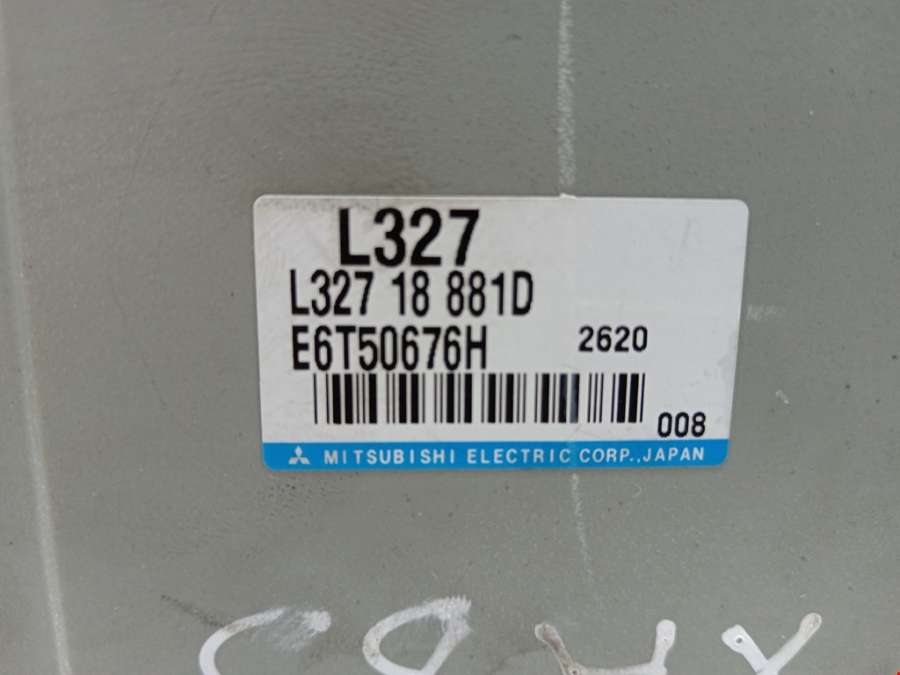 L327
L327 18 881D
E6T50676H 2620
008
MITSUBISHI ELECTRIC CORP.,JAPAN